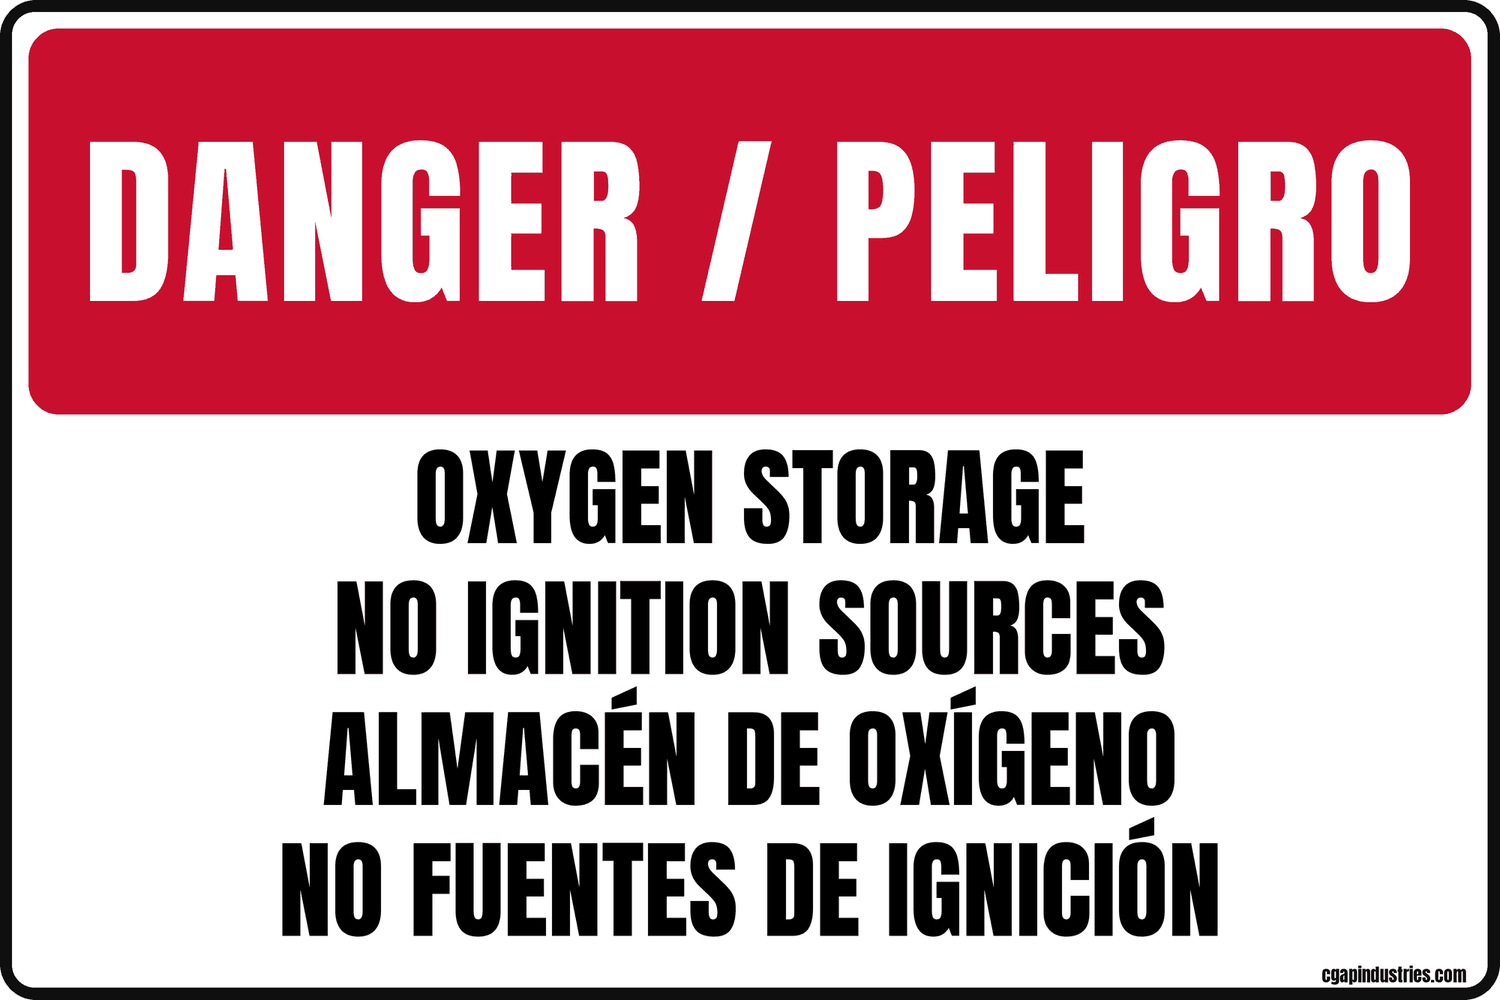 DANGER / PELIGRO
OXYGEN STORAGE
NO IGNITION SOURCES
ALMACÉN DE OXÍGENO
NO FUENTES DE IGNICIÓN
cgapindustries.com